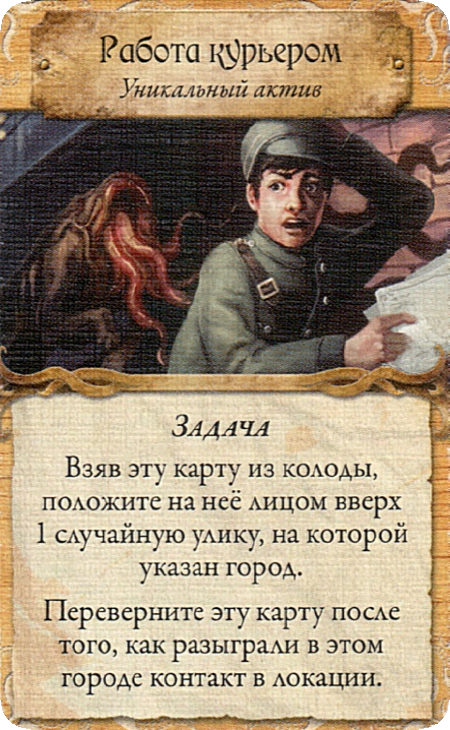 Работа курьером
Уникальный актив
Задача
Взяв эту карту из колоды,
положите на неё лицом вверх
1 случайную улику, на которой
указан город.
Переверните эту карту после
того, как разыграли в этом
городе контакт в локации.